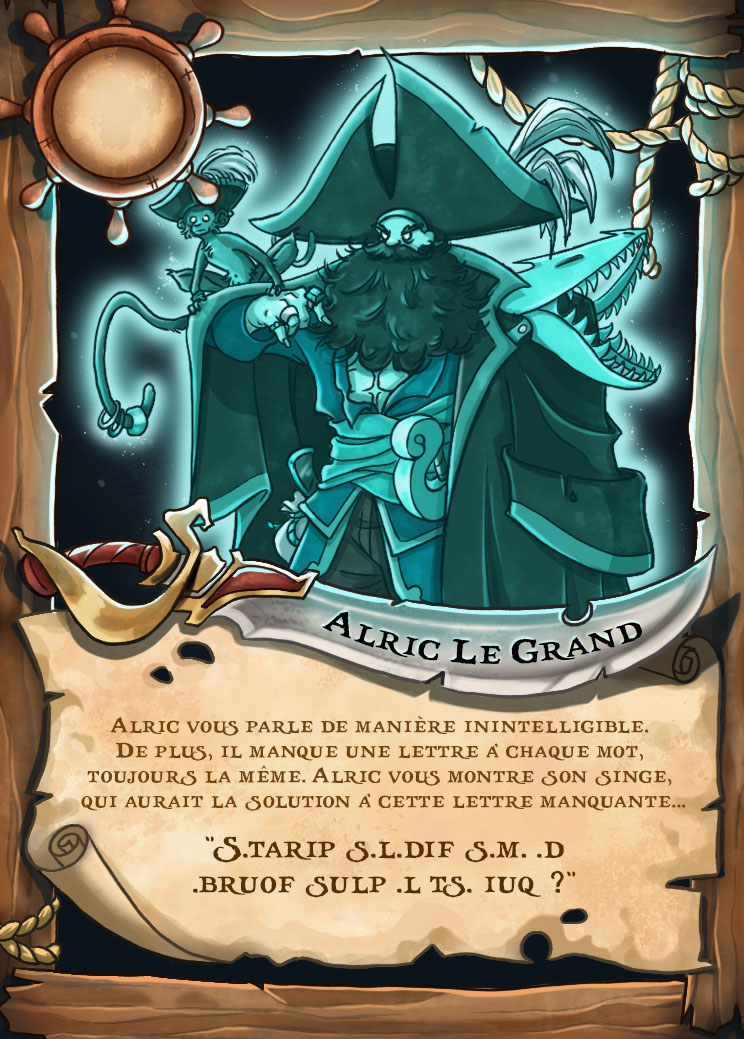 Alric Le Grand
Alric vous parle de manière inintelligible.
De plus, il manque une lettre à chaque mot,
toujours la même. Alric vous montre son singe,
qui aurait la solution à cette lettre manquante...
"S.tarip s.l.dif s.m. .d
.bruof sulp .l ts. iuq ?"